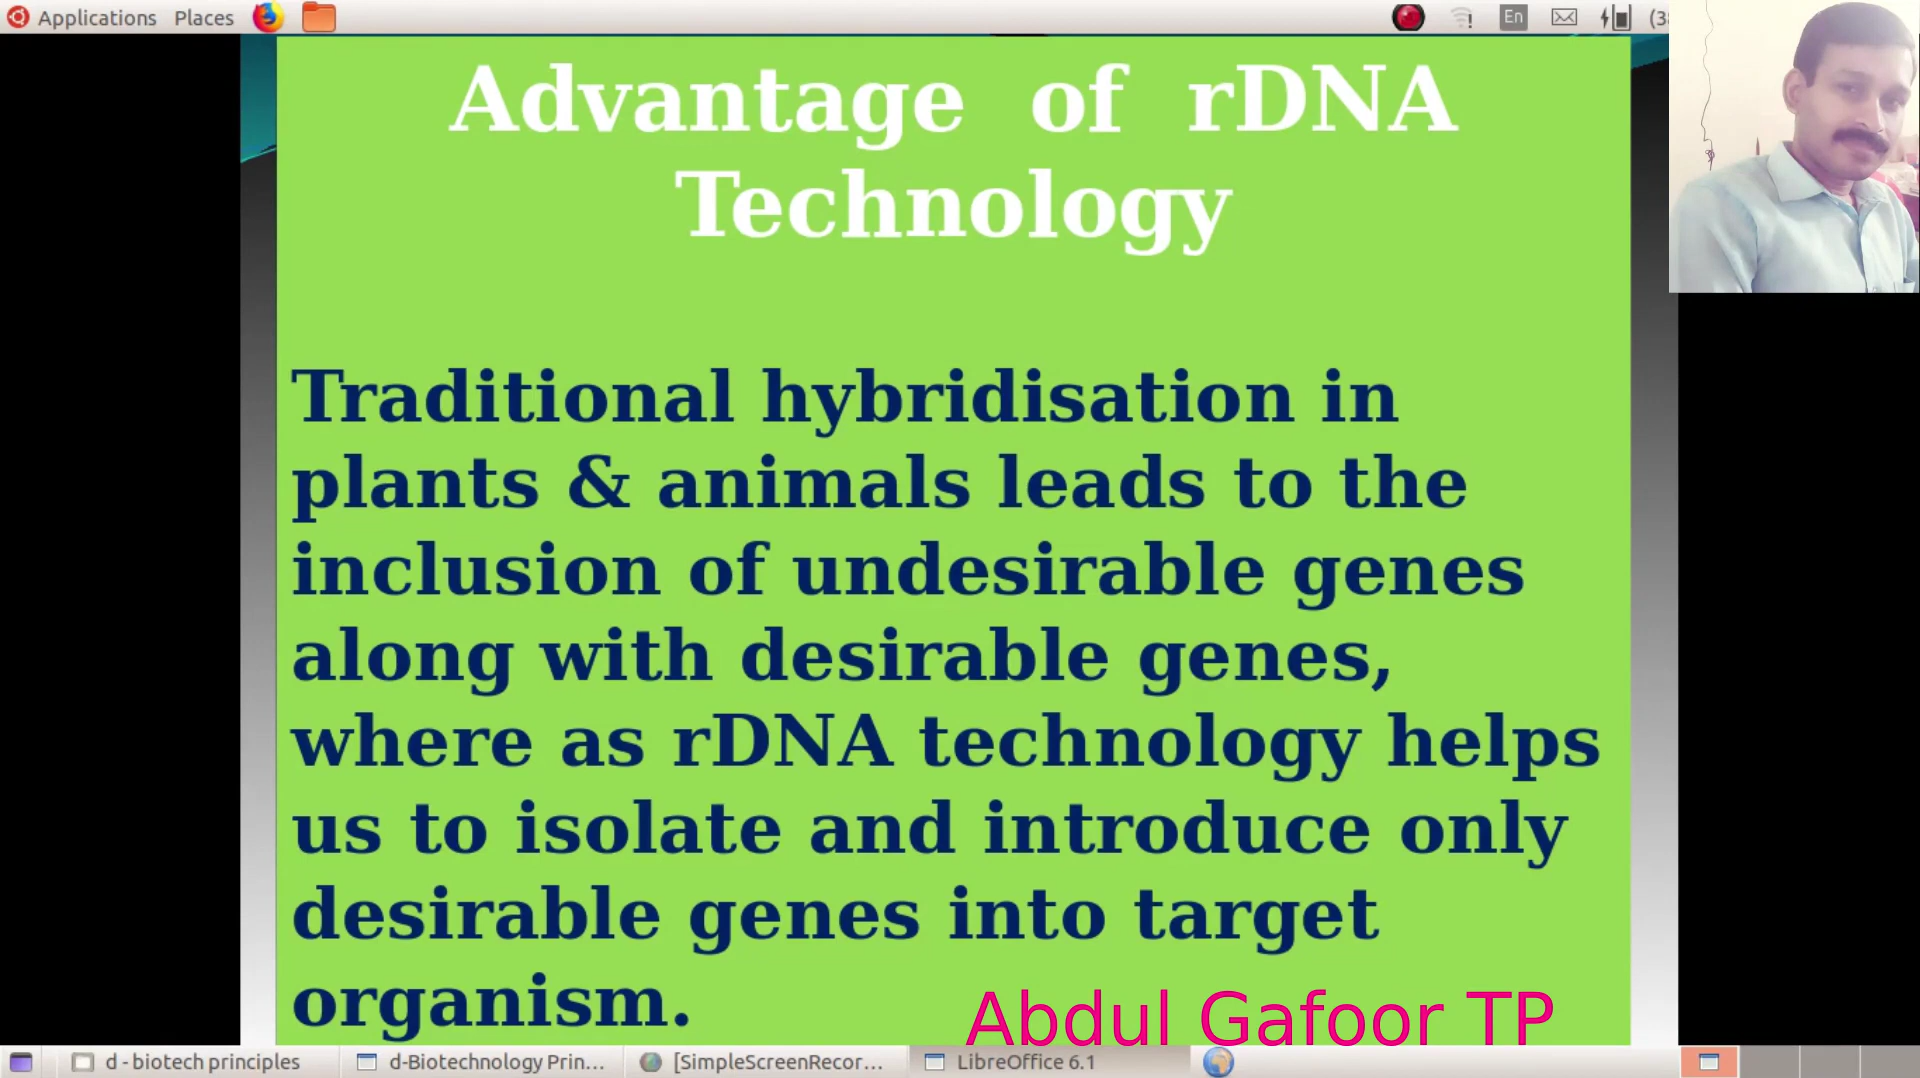 Applications Places
En
(3
Advantage of rDNA
Technology
Traditional hybridisation in
plants & animals leads to the
inclusion of undesirable genes
along with desirable genes,
where as rDNA technology helps
us to isolate and introduce only
desirable genes into target
organism.
Abdul Gafoor TP
d - biotech principles
d-Biotechnology Prin...
[SimpleScreenRecor...
LibreOffice 6.1